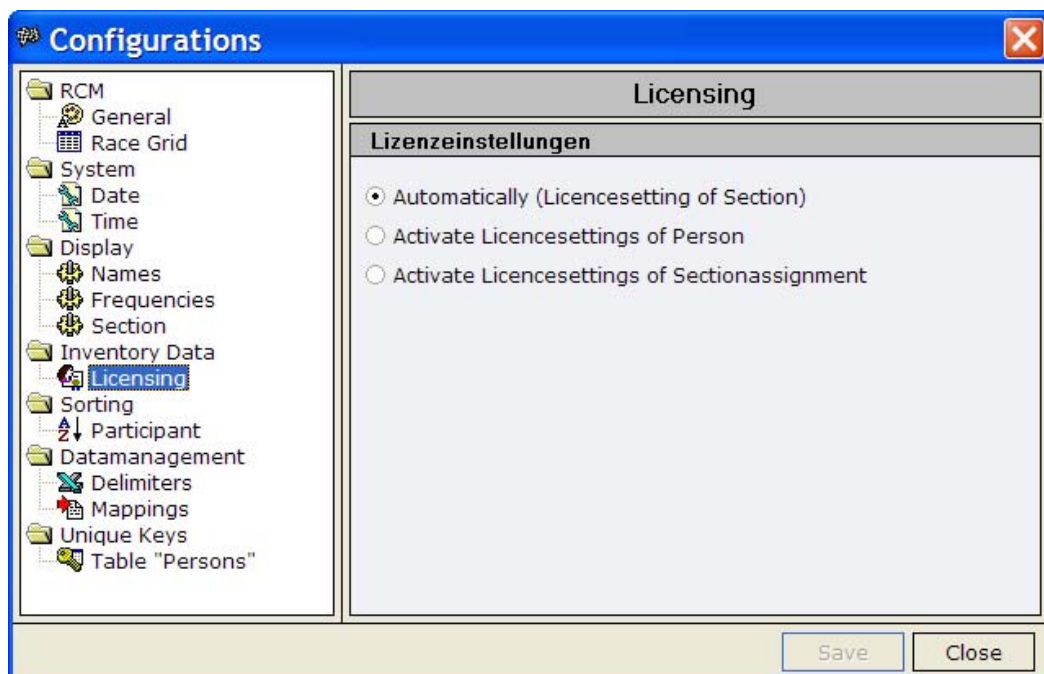 Configurations
RCM
General
Race Grid
System
Date
Time
Display
Names
Frequencies
Section
Inventory Data
Licensing
Sorting
Participant
Datamanagement
Delimiters
Mappings
Unique Keys
Table "Persons"
Licensing
Lizenzeinstellungen
Automatically (Licencesetting of Section)
Activate Licencesettings of Person
Activate Licencesettings of Sectionassignment
Save
Close